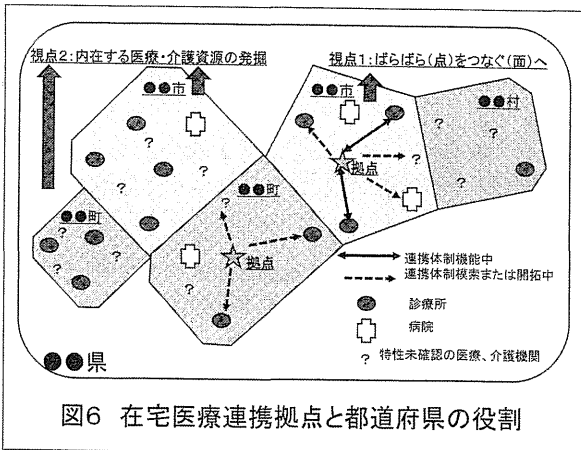 視点2:内在する医療・介護資源の発掘
視点1:ばらばら(点)をつなぐ(面)へ
●●市
●●市
●●村
?
?
?
?
?
?
?
?
拠点
?
?
●●町
?
●●町
?
?
?
拠点
?
連携体制機能中
連携体制模索または開拓中
診療所
病院
? 特性未確認の医療、介護機関
●●県
図6 在宅医療連携拠点と都道府県の役割